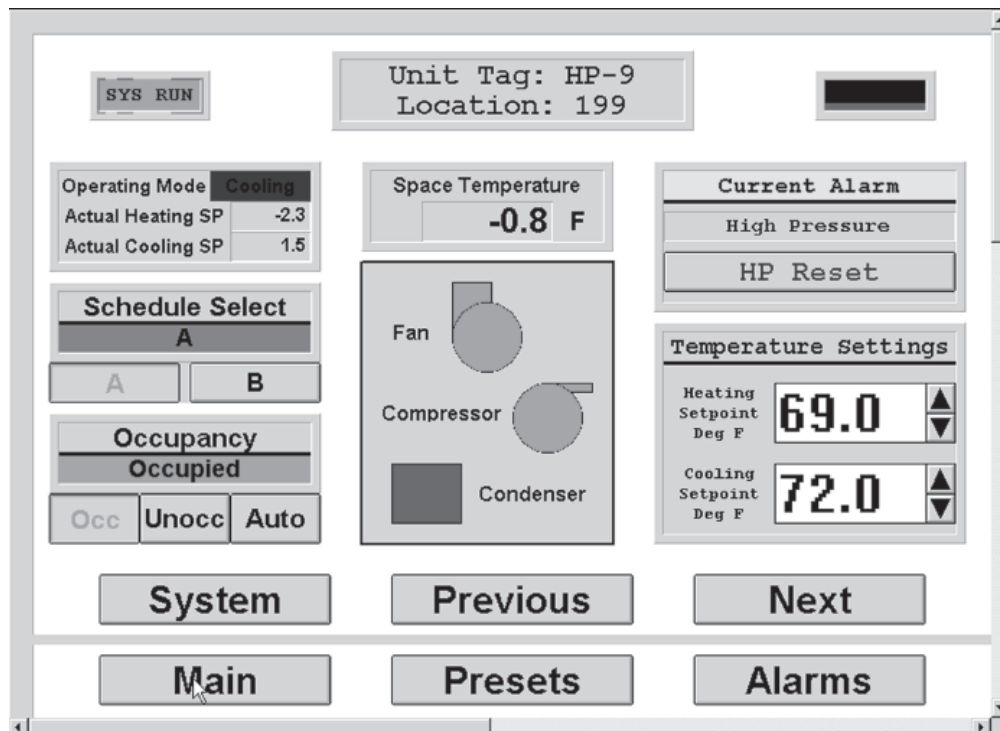 SYS RUN
Unit Tag: HP-9
Location: 199
Operating Mode Cooling
Actual Heating SP -2.3
Actual Cooling SP 1.5
Space Temperature
-0.8 F
Current Alarm
High Pressure
HP Reset
Schedule Select
A
A B
Occupancy
Occupied
Occ Unocc Auto
Fan
Compressor
Condenser
Temperature Settings
Heating
Setpoint
Deg F
69.0
Cooling
Setpoint
Deg F
72.0
System Previous Next
Main Presets Alarms